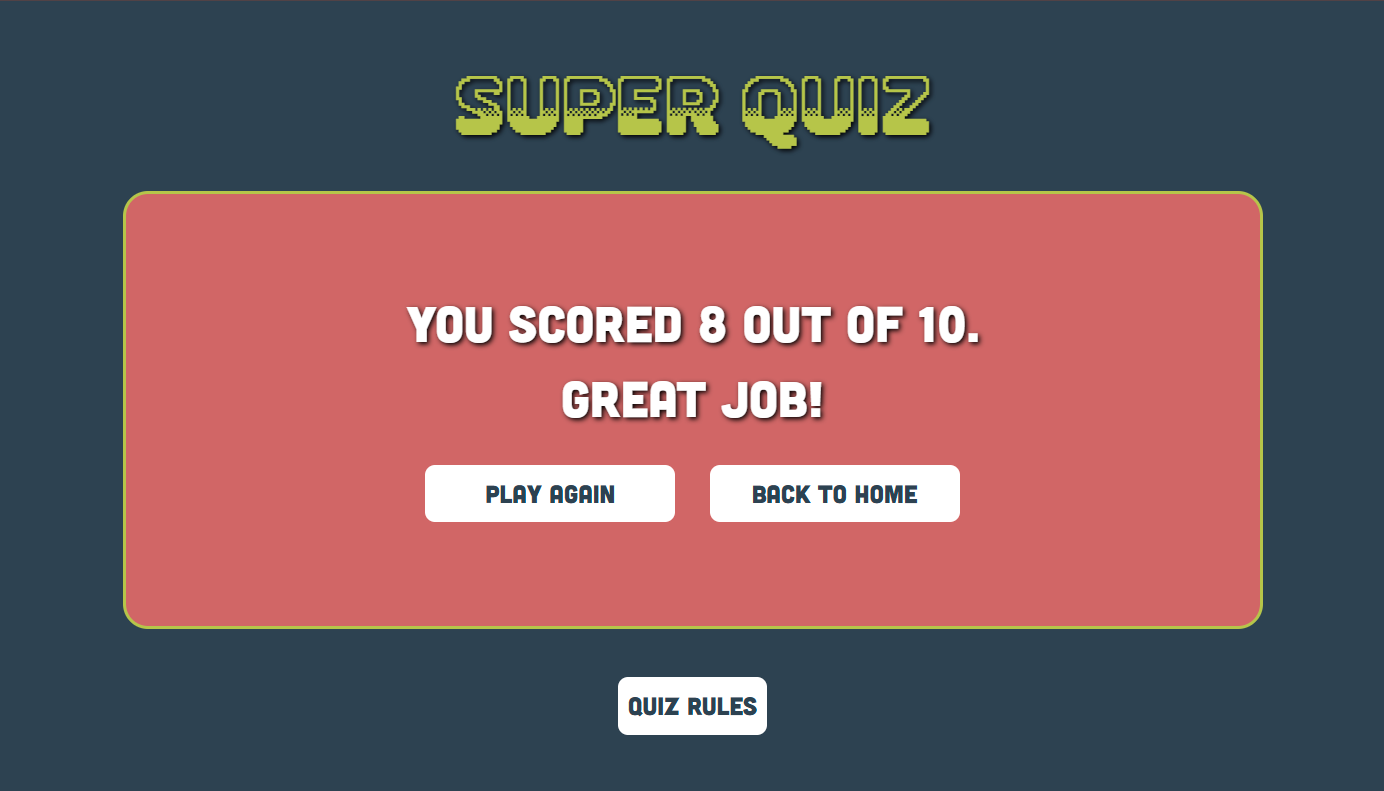 SUPER QUIZ
YOU SCORED 8 OUT OF 10.
GREAT JOB!
PLAY AGAIN
BACK TO HOME
QUIZ RULES